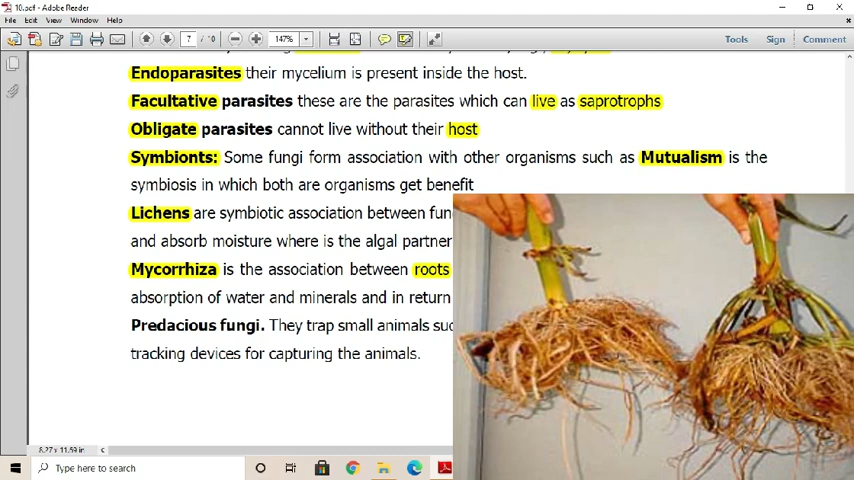 10.pdf - Adobe Reader
File Edit View Window Help
7 / 10
147%
Tools Sign Comment
Endoparasites their mycelium is present inside the host.
Facultative parasites these are the parasites which can live as saprotrophs
Obligate parasites cannot live without their host
Symbionts: Some fungi form association with other organisms such as Mutualism is the
symbiosis in which both are organisms get benefit
Lichens are symbiotic association between
and absorb moisture where is the algal partner
Mycorrhiza is the association between roots
absorption of water and minerals and in return
Predacious fungi. They trap small animals
tracking devices for capturing the animals.
8.27 x 11.69 in
Type here to search